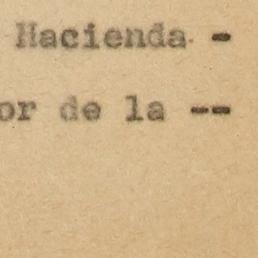 Hacienda -
or de la --